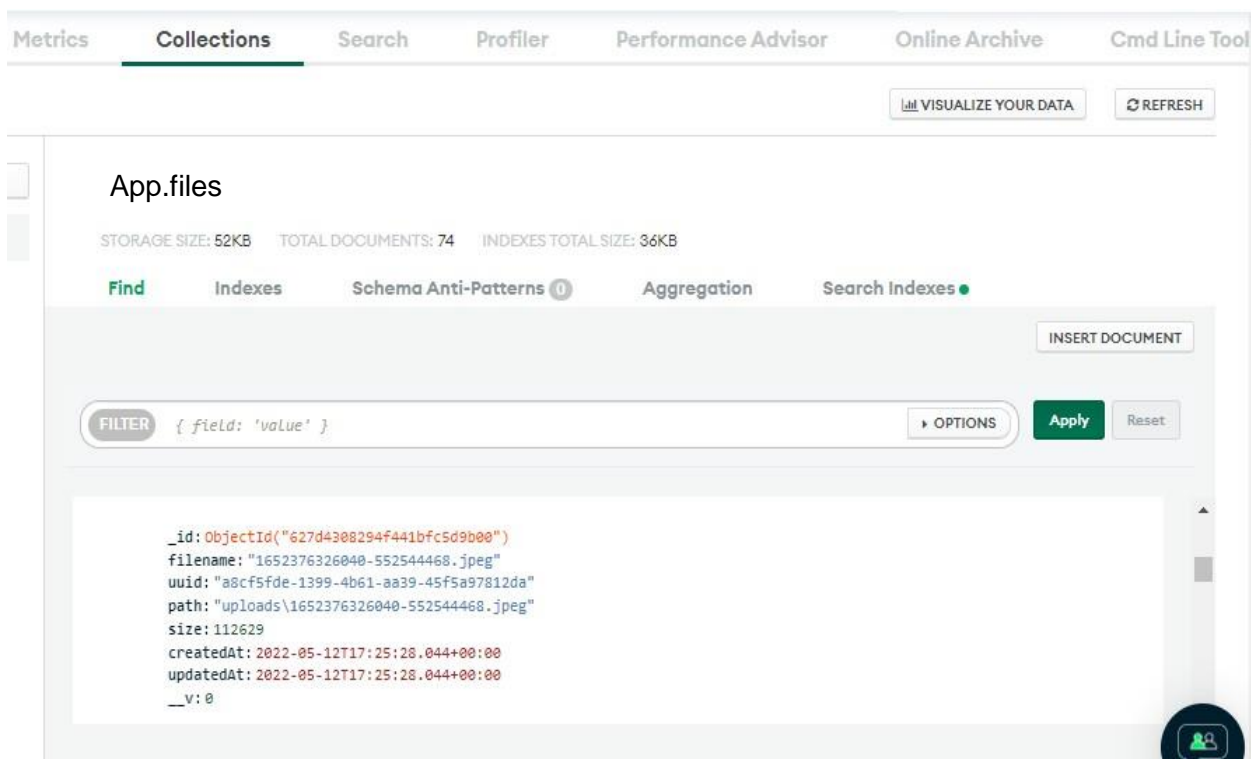 Metrics Collections Search Profiler Performance Advisor Online Archive Cmd Line Tool
VISUALIZE YOUR DATA REFRESH
App.files
STORAGE SIZE: 52KB TOTAL DOCUMENTS: 74 INDEXES TOTAL SIZE: 36KB
Find Indexes Schema Anti-Patterns 0 Aggregation Search Indexes
INSERT DOCUMENT
FILTER { field: 'value' } OPTIONS Apply Reset
_id: ObjectId("627d4308294f441bfc5d9b00")
filename: "1652376326040-552544468.jpeg"
uuid: "a8cf5fde-1399-4b61-aa39-45f5a97812da"
path: "uploads\1652376326040-552544468.jpeg"
size: 112629
createdAt: 2022-05-12T17:25:28.044+00:00
updatedAt: 2022-05-12T17:25:28.044+00:00
__v: 0